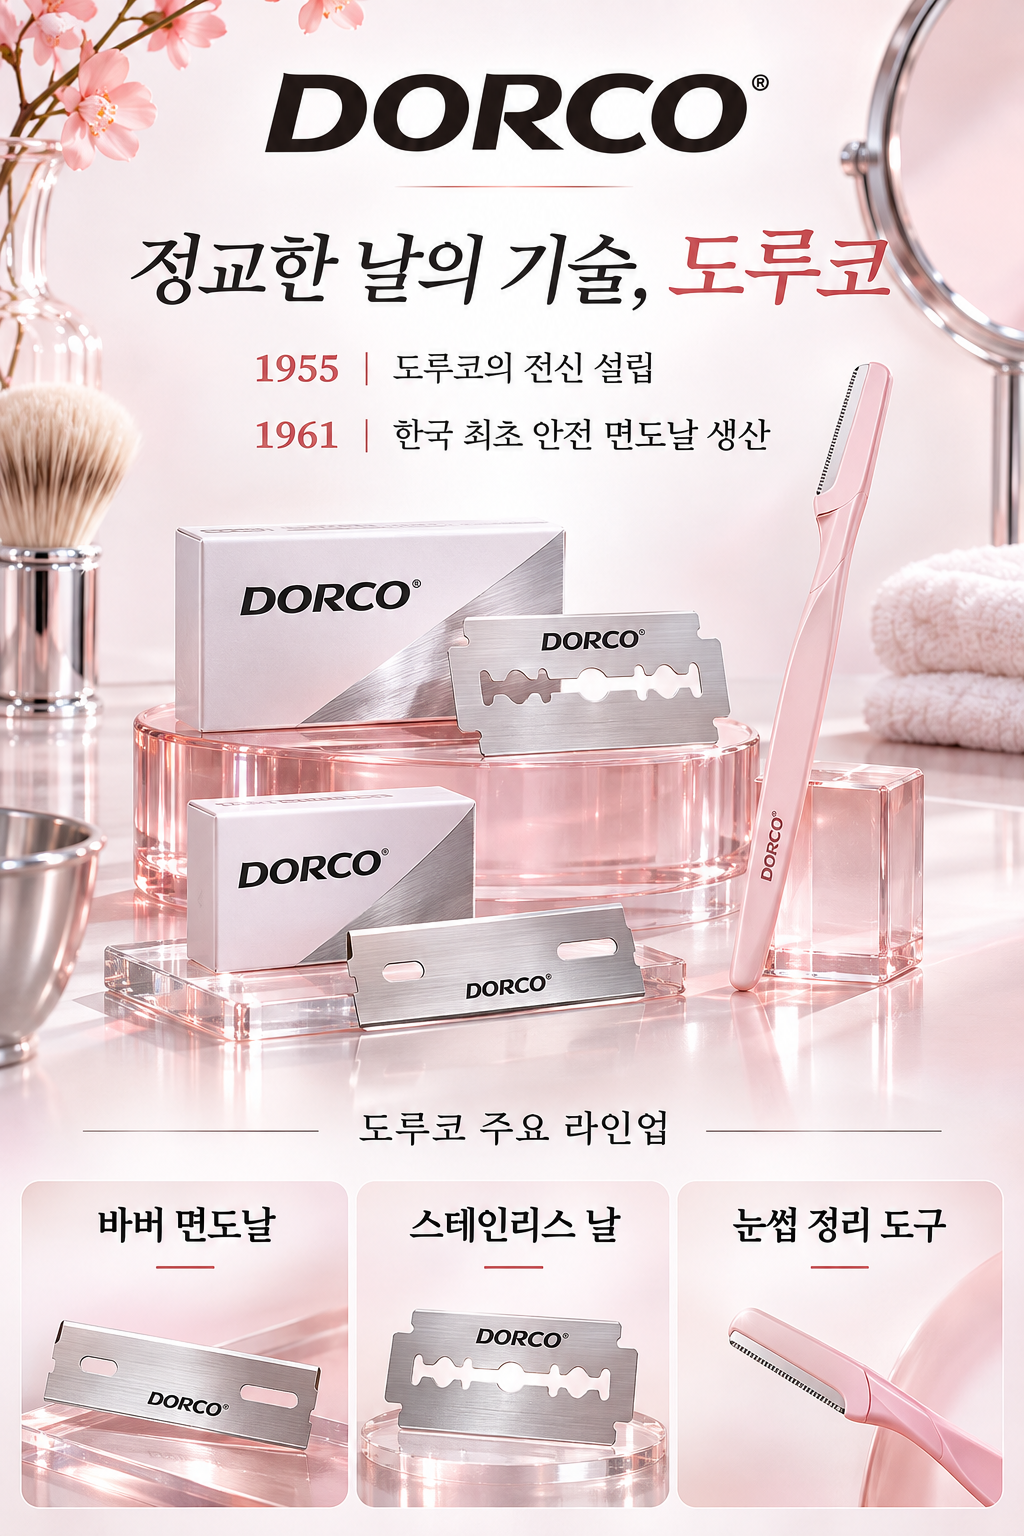 DORCO®
정교한 날의 기술, 도루코
1955 | 도루코의 전신 설립
1961 | 한국 최초 안전 면도날 생산
DORCO®
DORCO®
DORCO®
DORCO®
DORCO®
도루코 주요 라인업
바버 면도날
스테인리스 날
눈썹 정리 도구
DORCO®
DORCO®